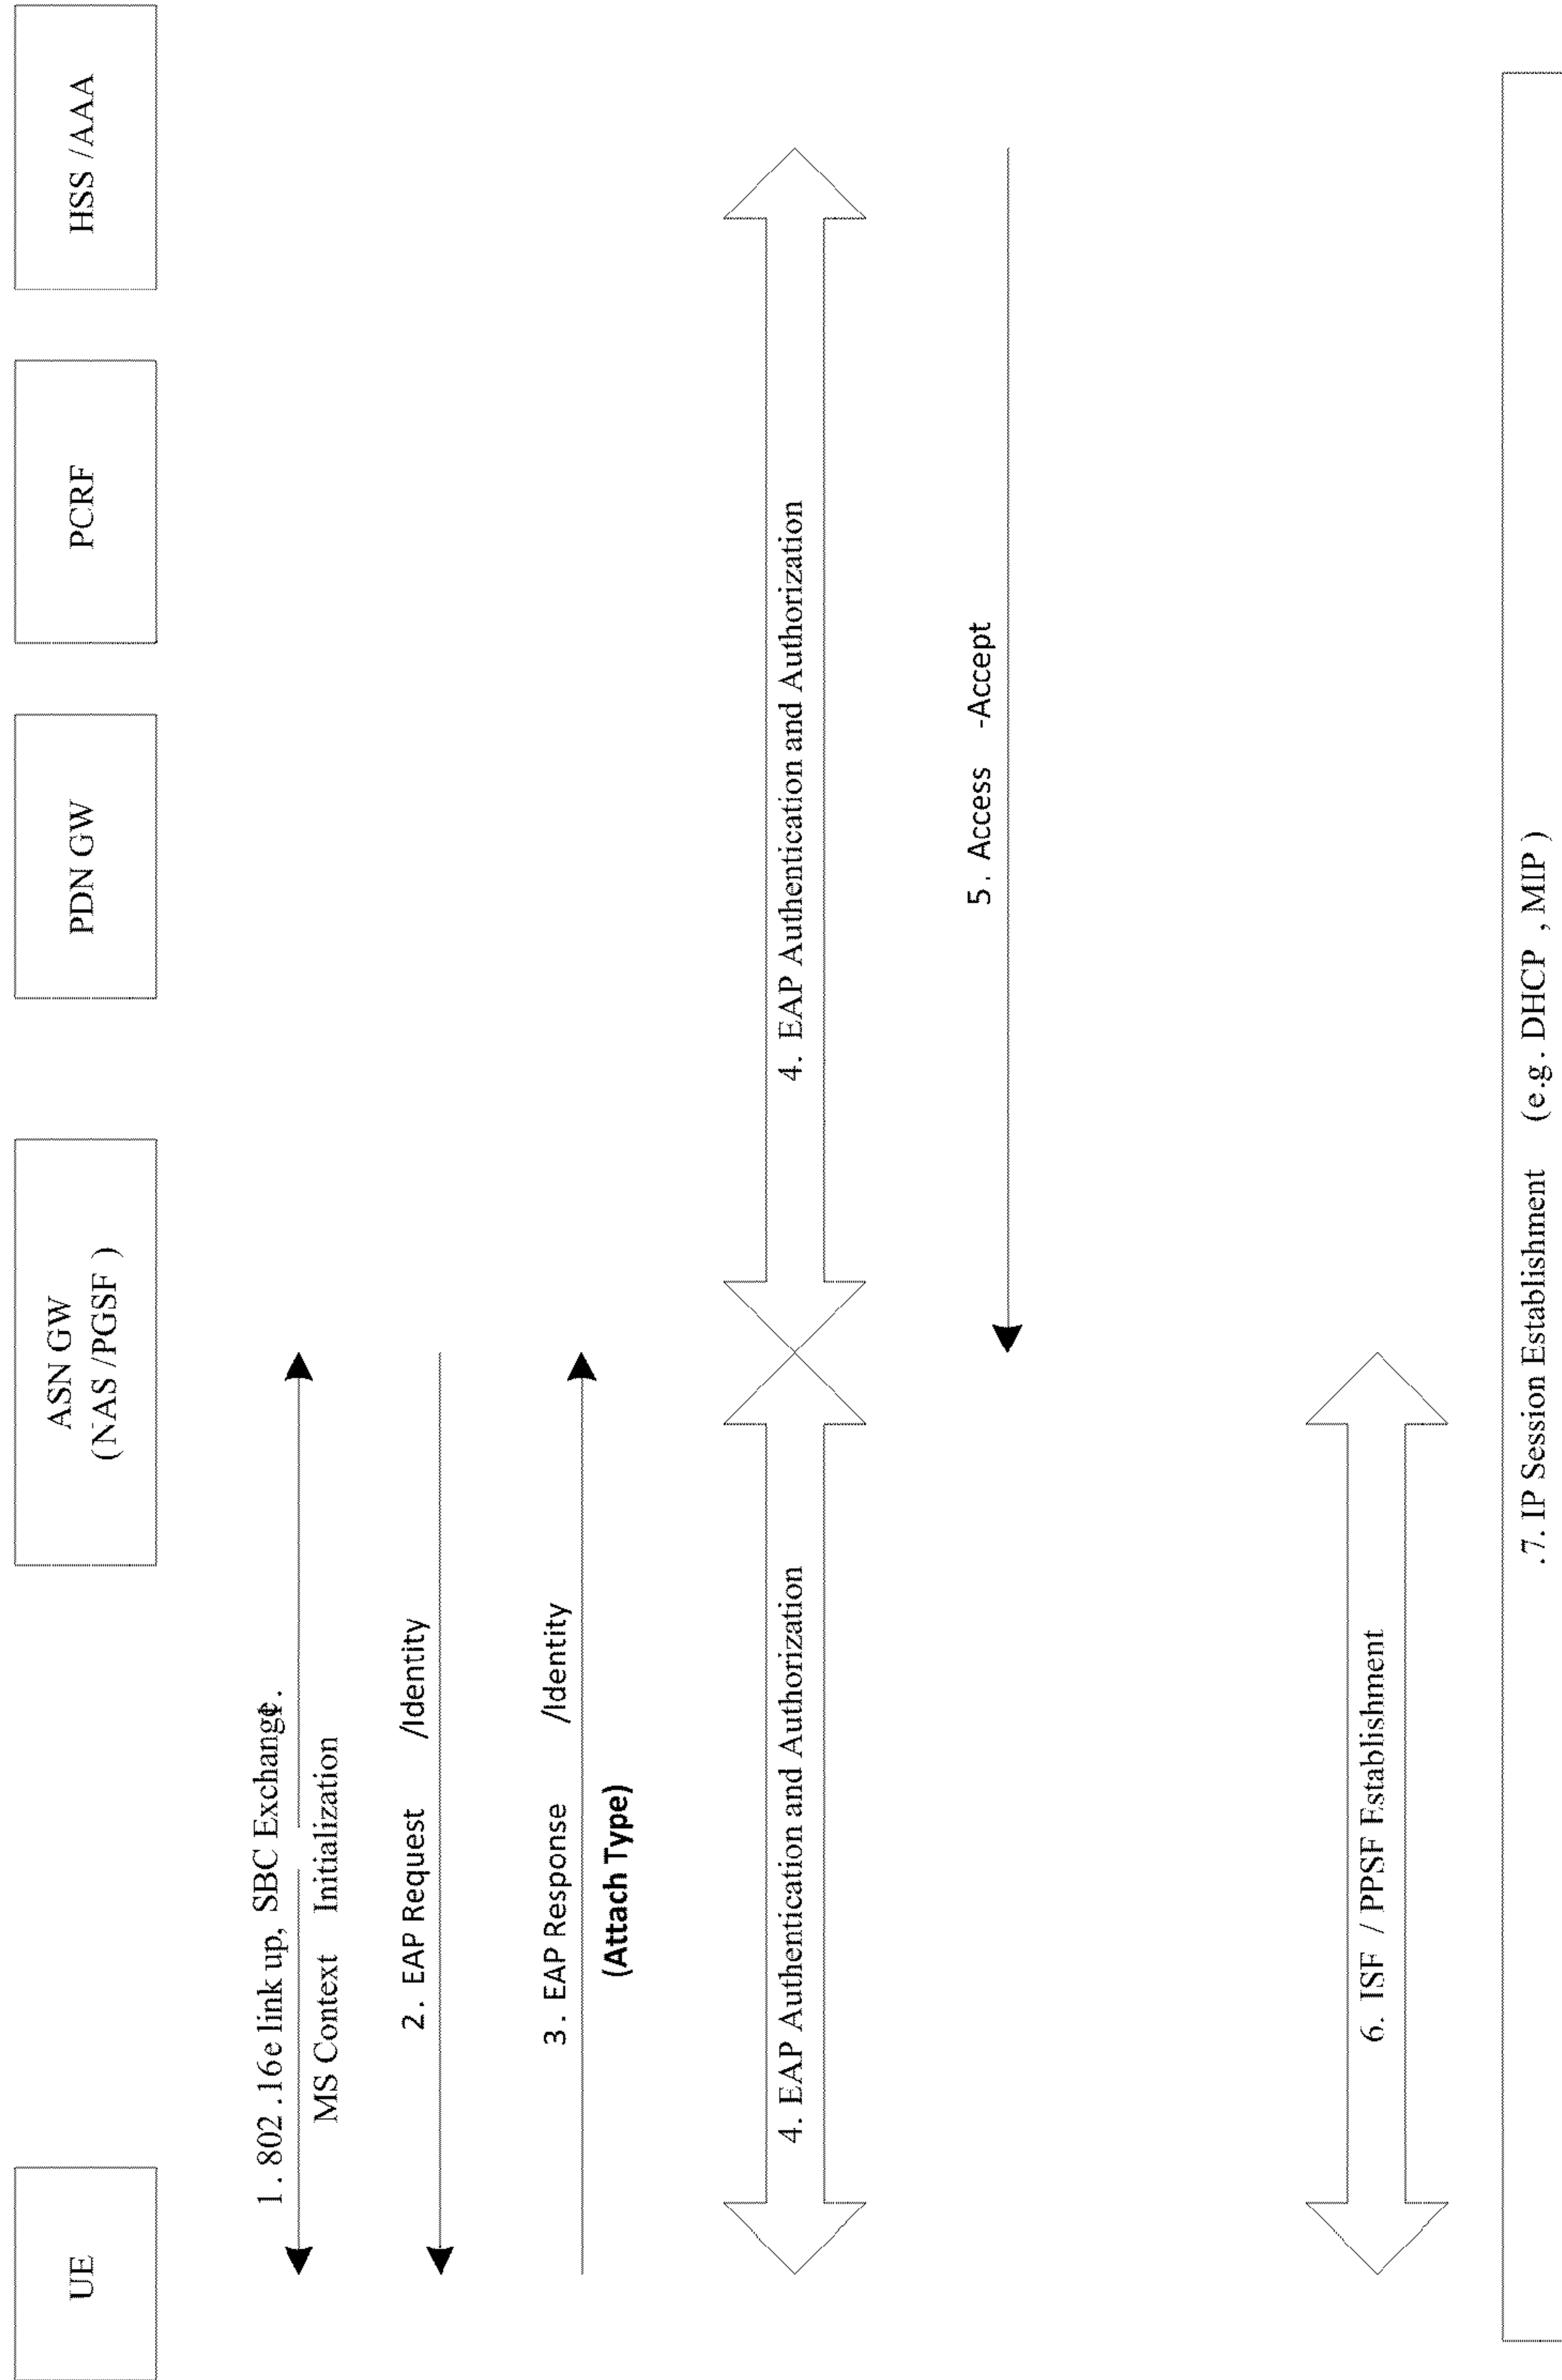 UE
ASN GW
(NAS /PGSF )
PDN GW
PCRF
HSS /AAA
1 . 802 .16e link up, SBC Exchange .
MS Context Initialization
2. EAP Request /Identity
3. EAP Response /Identity
(Attach Type)
4. EAP Authentication and Authorization
4. EAP Authentication and Authorization
5. Access -Accept
6. ISF / PPSF Establishment
.7. IP Session Establishment (e.g. DHCP , MIP )